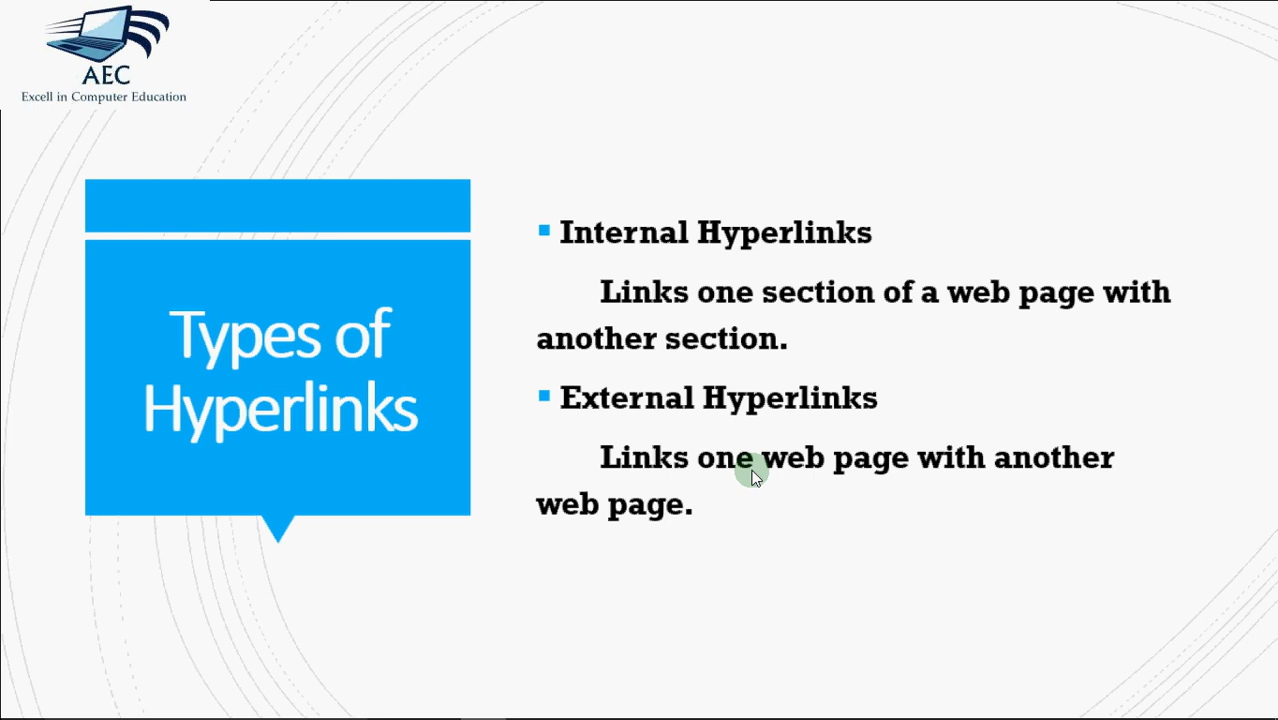 AEC
Excell in Computer Education
Types of
Hyperlinks
Internal Hyperlinks
Links one section of a web page with
another section.
External Hyperlinks
Links one web page with another
web page.